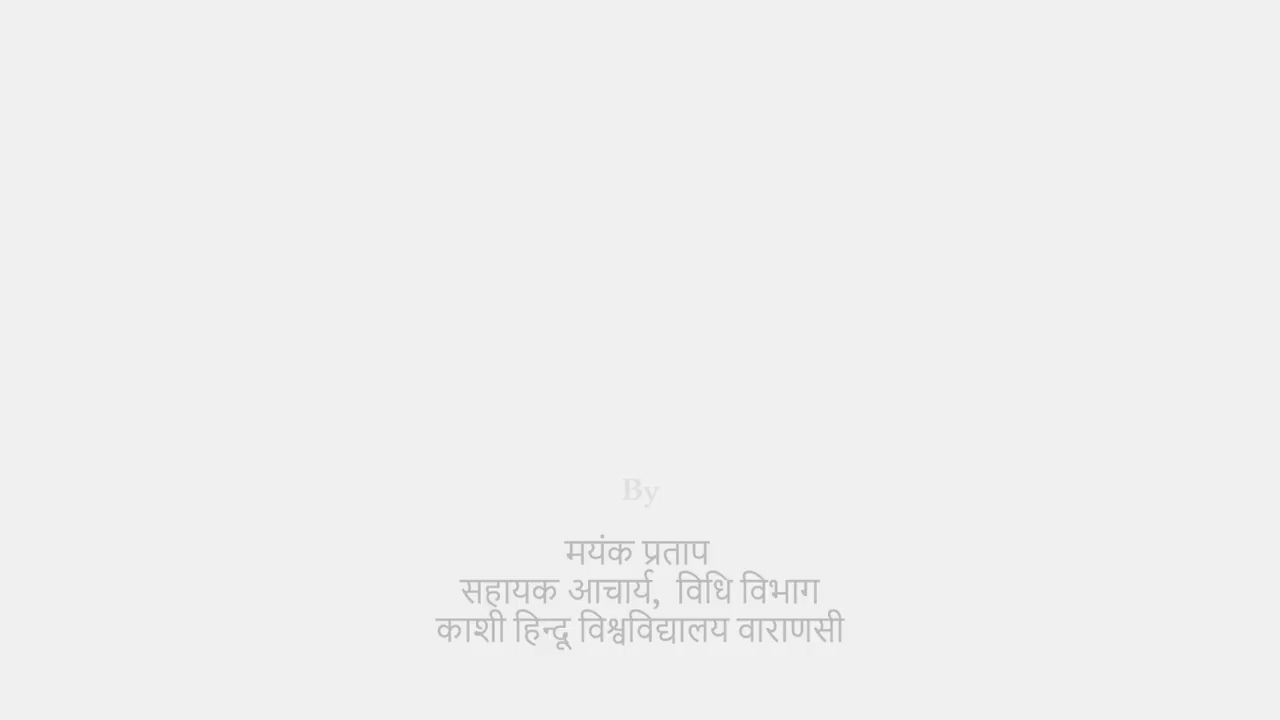 By
मयंक प्रताप
सहायक आचार्य, विधि विभाग
काशी हिन्दू विश्वविद्यालय वाराणसी